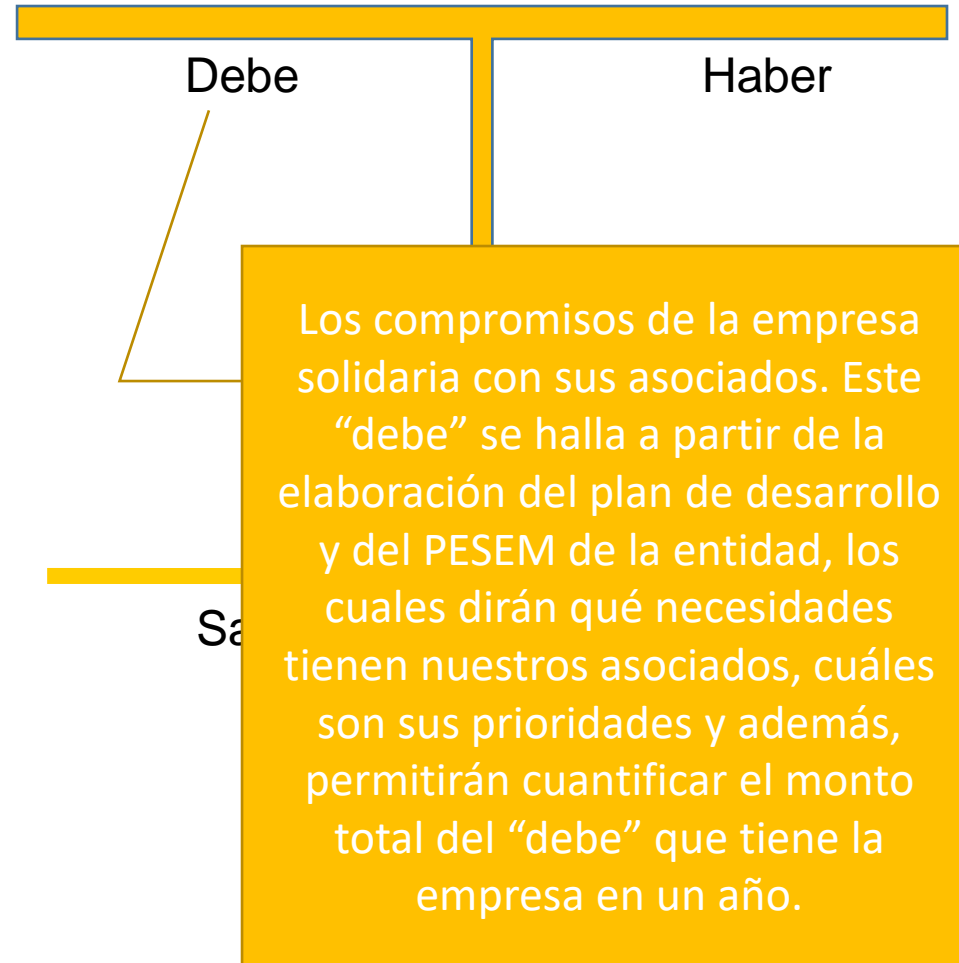 Debe
Haber
Los compromisos de la empresa
solidaria con sus asociados. Este
“debe” se halla a partir de la
elaboración del plan de desarrollo
y del PESEM de la entidad, los
cuales dirán qué necesidades
tienen nuestros asociados, cuáles
son sus prioridades y además,
permitirán cuantificar el monto
total del “debe” que tiene la
empresa en un año.